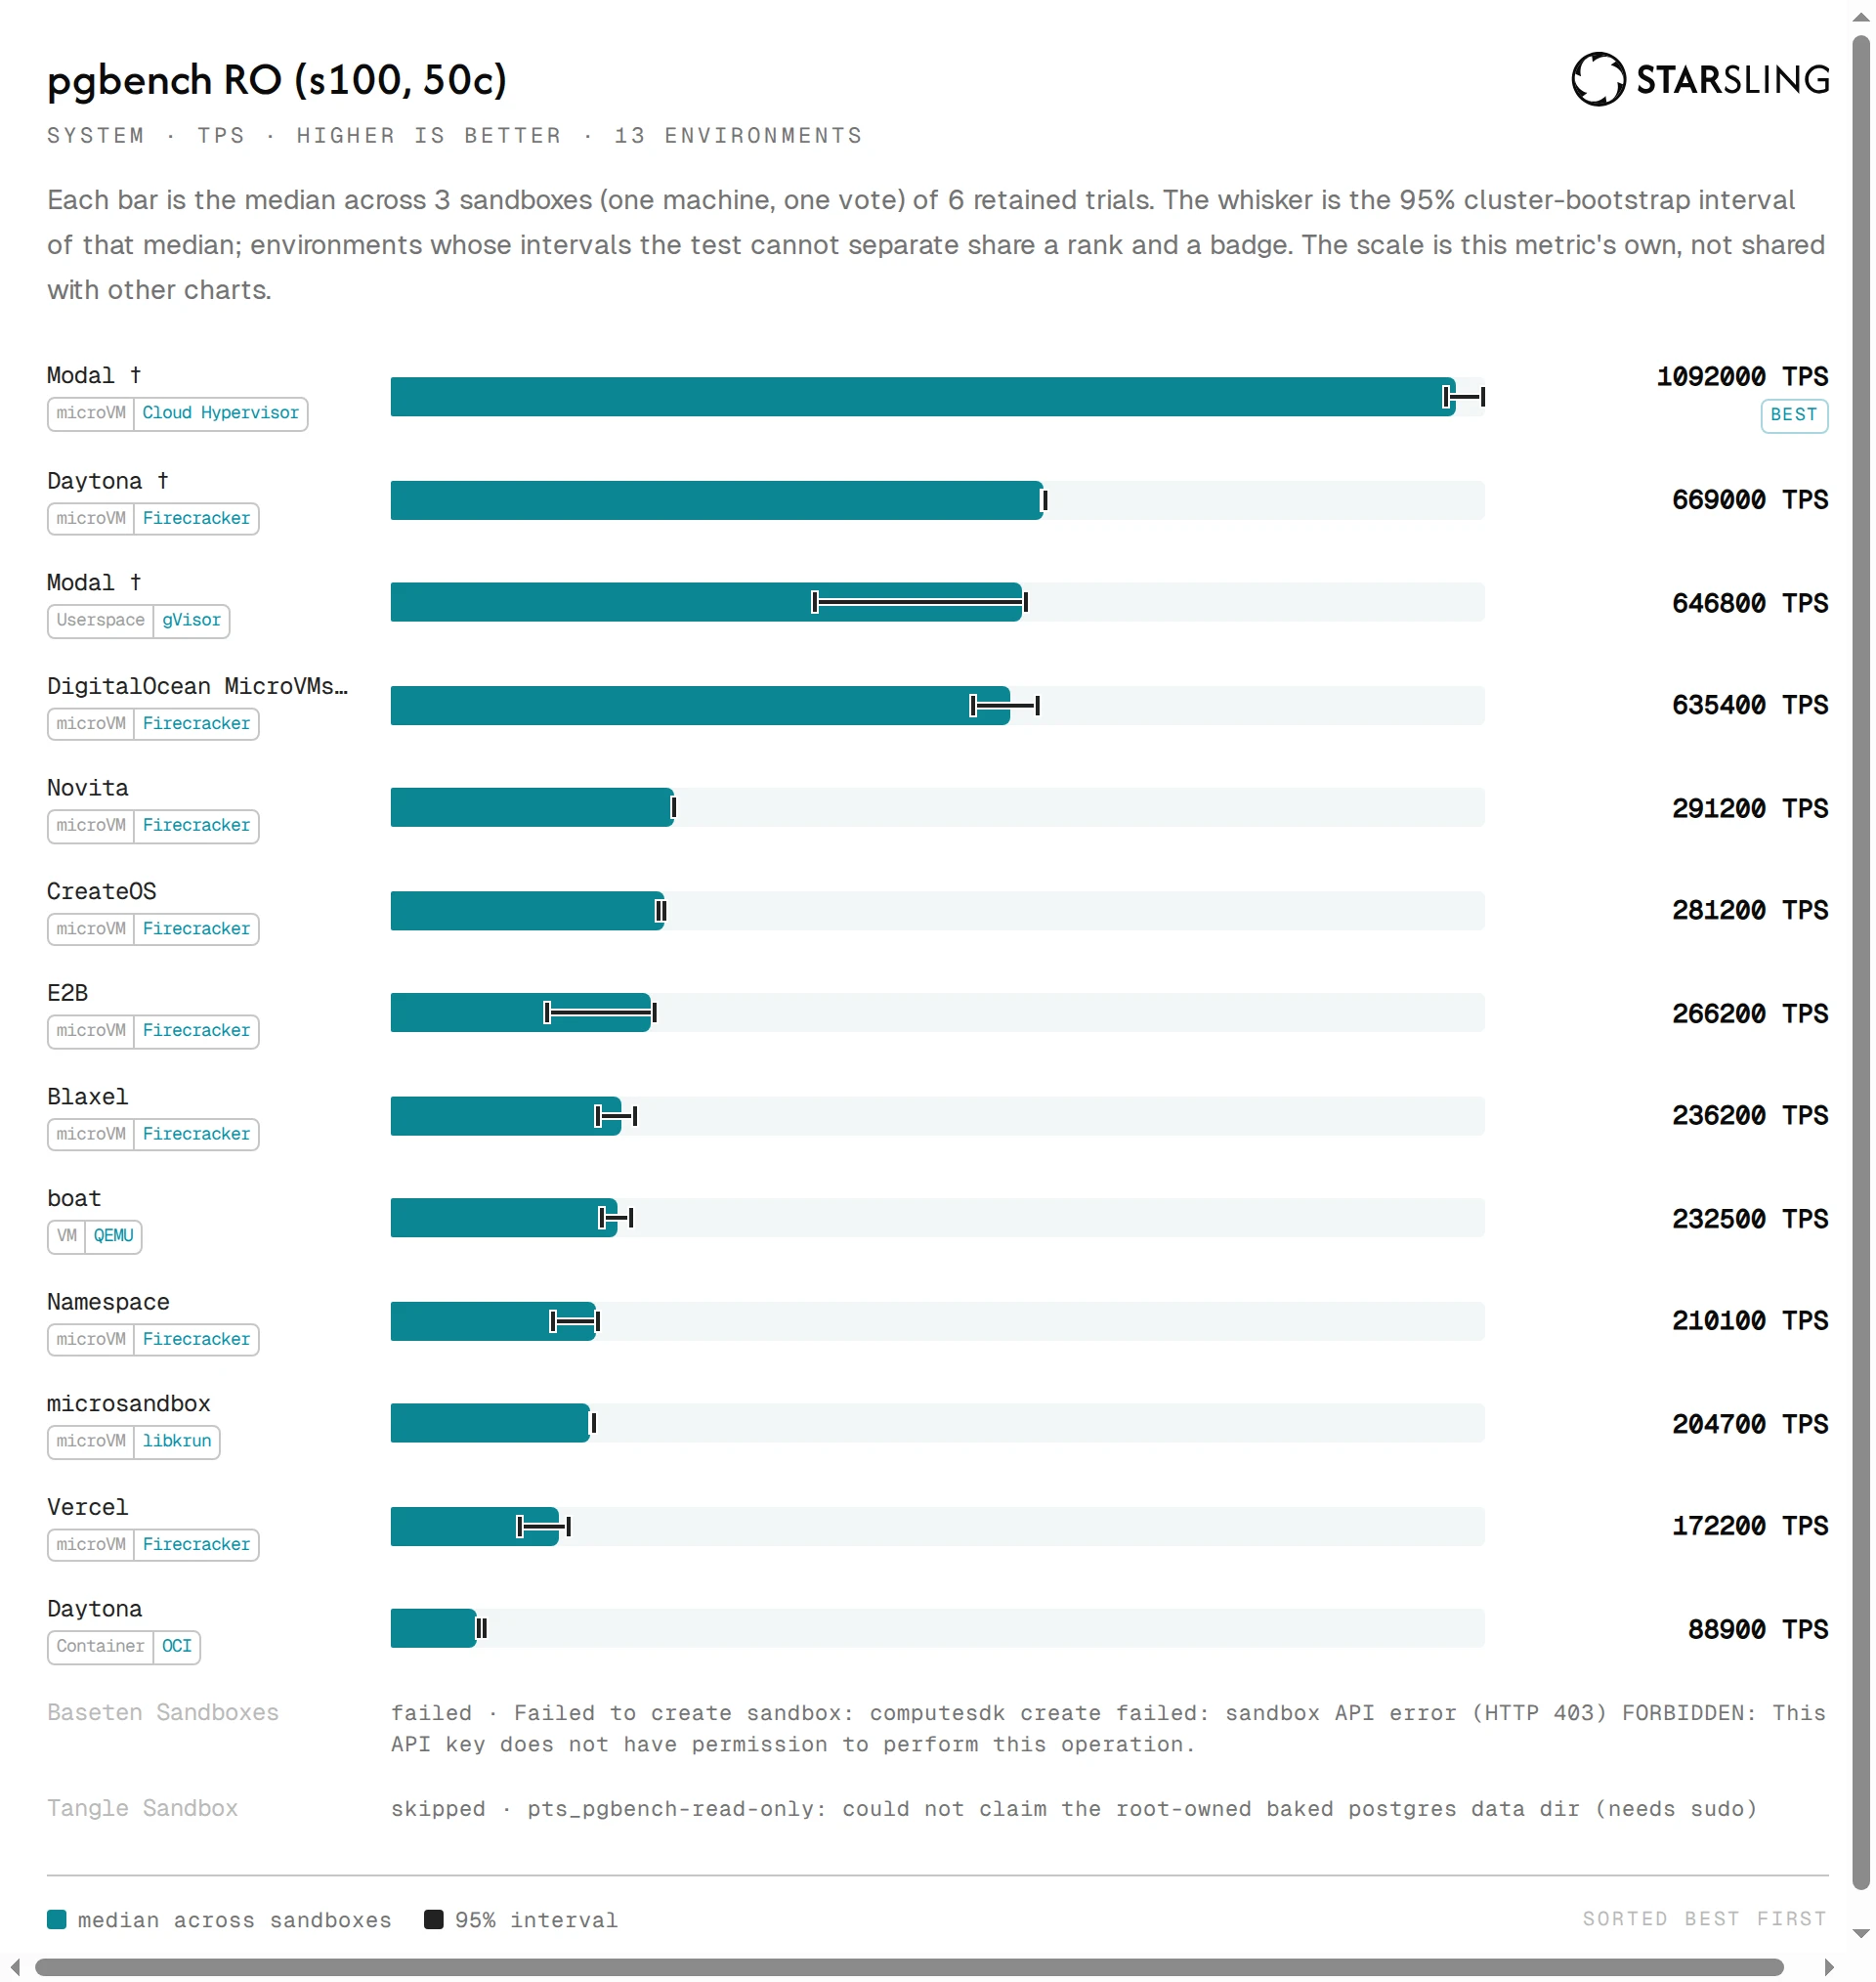 pgbench RO (s100, 50c)
STARSLING
SYSTEM · TPS · HIGHER IS BETTER · 13 ENVIRONMENTS
Each bar is the median across 3 sandboxes (one machine, one vote) of 6 retained trials. The whisker is the 95% cluster-bootstrap interval
of that median; environments whose intervals the test cannot separate share a rank and a badge. The scale is this metric's own, not shared
with other charts.
Modal †
microVM Cloud Hypervisor
1092000 TPS
BEST
Daytona †
microVM Firecracker
669000 TPS
Modal †
Userspace gVisor
646800 TPS
DigitalOcean MicroVMs…
microVM Firecracker
635400 TPS
Novita
microVM Firecracker
291200 TPS
CreateOS
microVM Firecracker
281200 TPS
E2B
microVM Firecracker
266200 TPS
Blaxel
microVM Firecracker
236200 TPS
boat
VM QEMU
232500 TPS
Namespace
microVM Firecracker
210100 TPS
microsandbox
microVM libkrun
204700 TPS
Vercel
microVM Firecracker
172200 TPS
Daytona
Container OCI
88900 TPS
Baseten Sandboxes
failed · Failed to create sandbox: computesdk create failed: sandbox API error (HTTP 403) FORBIDDEN: This
API key does not have permission to perform this operation.
Tangle Sandbox
skipped · pts_pgbench-read-only: could not claim the root-owned baked postgres data dir (needs sudo)
median across sandboxes
95% interval
SORTED BEST FIRST